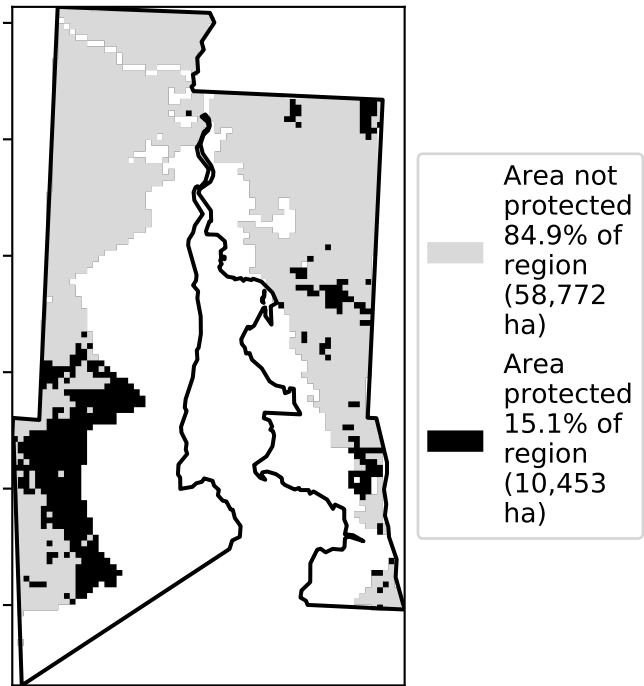 Area not
protected
84.9% of
region
(58,772
ha)
Area
protected
15.1% of
region
(10,453
ha)